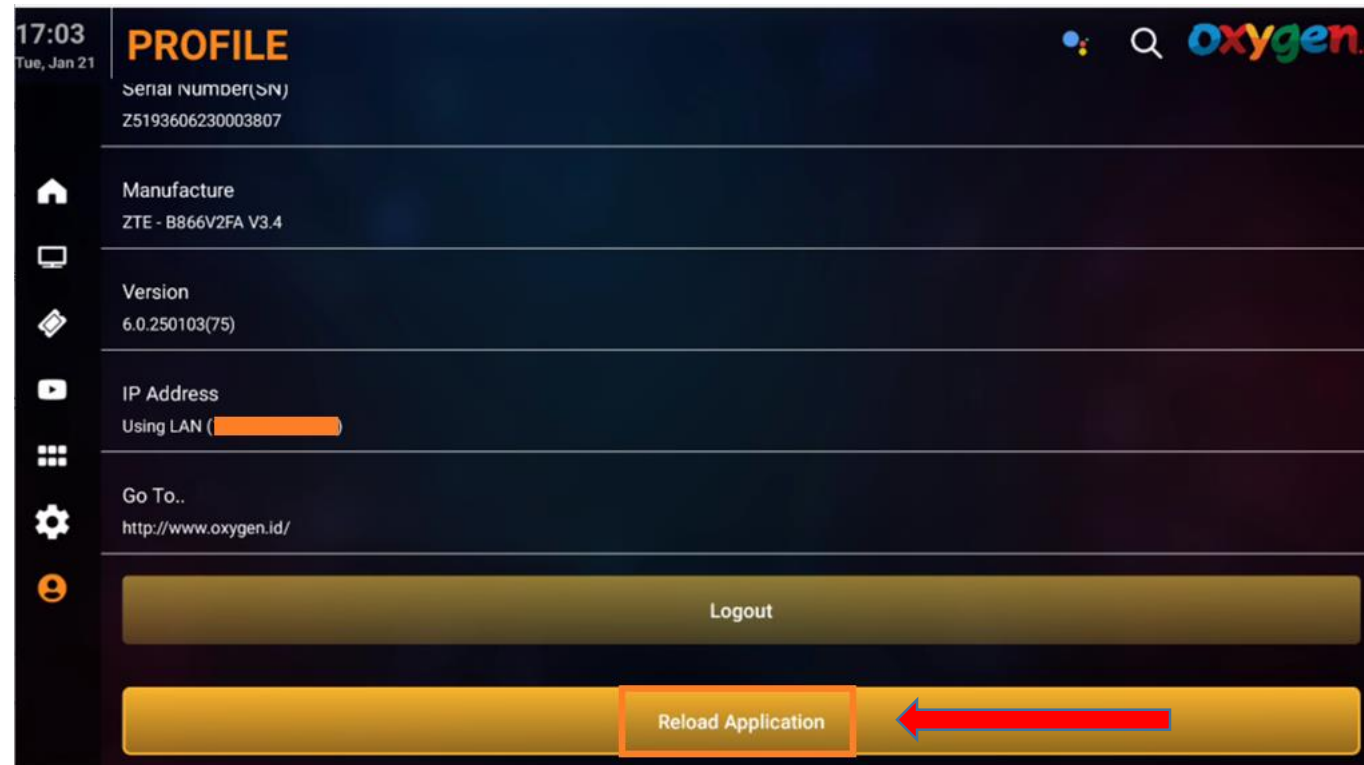 17:03
Tue, Jan 21
PROFILE
oxygen.
Serial Number(SN)
Z5193606230003807
Manufacture
ZTE - B866V2FA V3.4
Version
6.0.250103(75)
IP Address
Using LAN ( )
Go To..
http://www.oxygen.id/
Logout
Reload Application